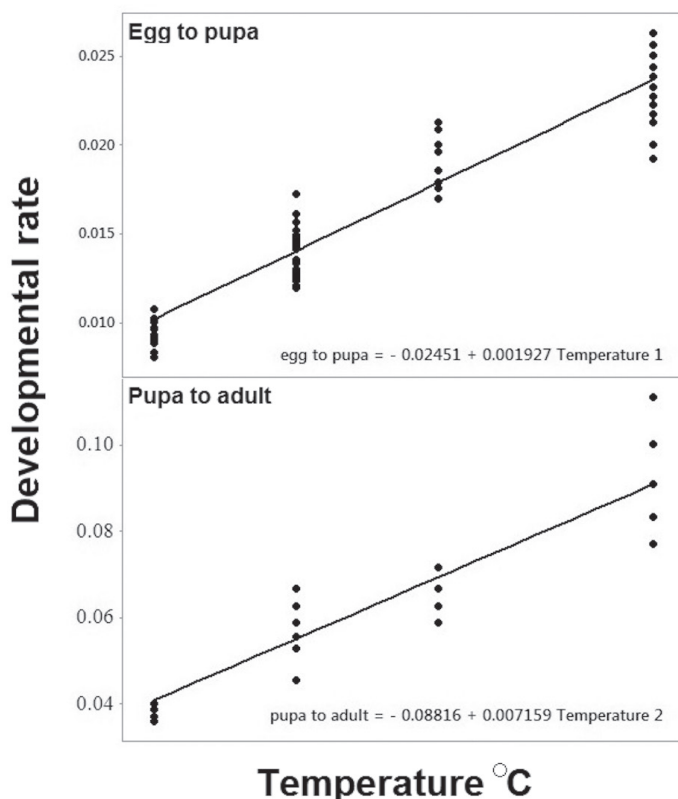 Egg to pupa
0.025
0.020
0.015
0.010
egg to pupa = - 0.02451 + 0.001927 Temperature 1
Pupa to adult
0.10
0.08
0.06
0.04
pupa to adult = - 0.08816 + 0.007159 Temperature 2
Developmental rate
Temperature °C